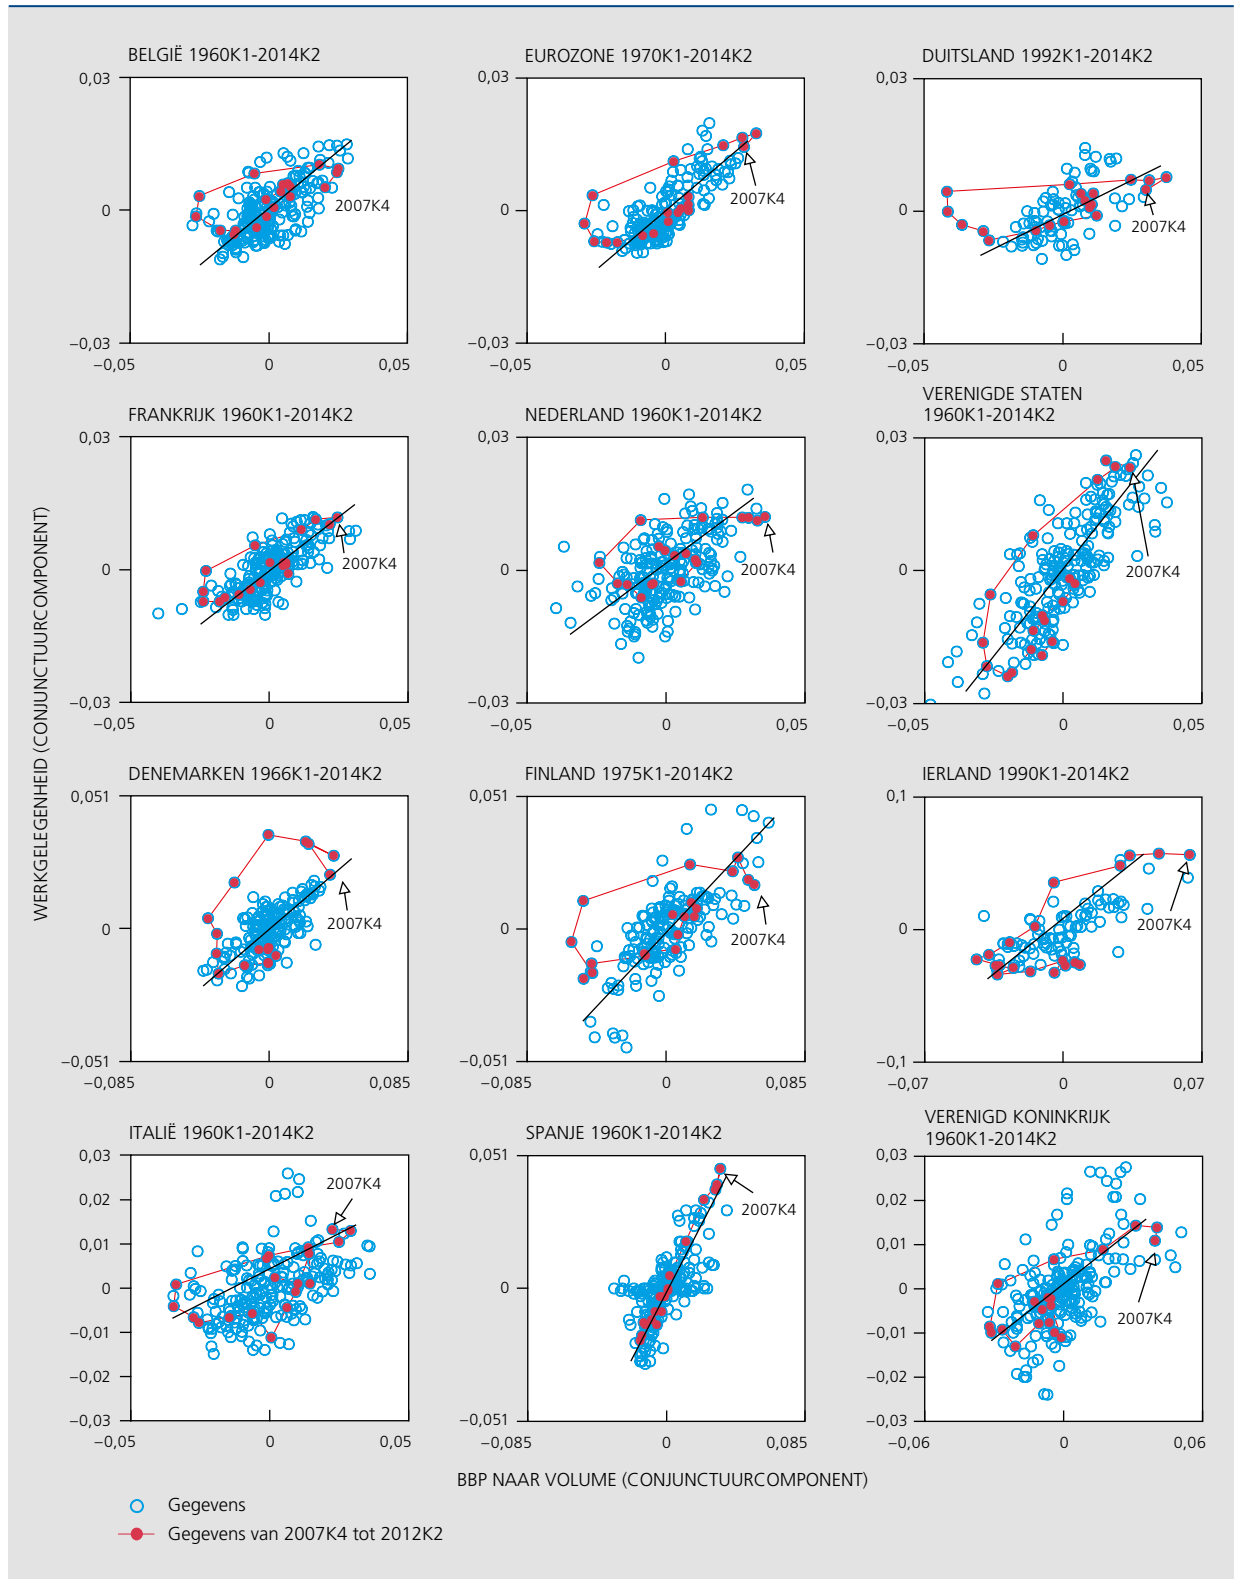 BELGIË 1960K1-2014K2
0,03
0
−0,03
−0,05
0
0,05
2007K4
EUROZONE 1970K1-2014K2
0,03
0
−0,03
−0,05
0
0,05
2007K4
DUITSLAND 1992K1-2014K2
0,03
0
−0,03
−0,05
0
0,05
2007K4
FRANKRIJK 1960K1-2014K2
0,03
0
−0,03
−0,05
0
0,05
2007K4
NEDERLAND 1960K1-2014K2
0,03
0
−0,03
−0,05
0
0,05
2007K4
VERENIGDE STATEN
1960K1-2014K2
0,03
0
−0,03
−0,05
0
0,05
2007K4
WERKGELEGENHEID (CONJUNCTUURCOMPONENT)
DENEMARKEN 1966K1-2014K2
0,051
0
−0,051
−0,085
0
0,085
2007K4
FINLAND 1975K1-2014K2
0,051
0
−0,051
−0,085
0
0,085
2007K4
IERLAND 1990K1-2014K2
0,1
0
−0,1
−0,07
0
0,07
2007K4
ITALIË 1960K1-2014K2
0,03
0,02
0,01
0
−0,01
−0,02
−0,03
−0,05
0
0,05
2007K4
SPANJE 1960K1-2014K2
0,051
0
−0,051
−0,085
0
0,085
2007K4
VERENIGD KONINKRIJK
1960K1-2014K2
0,03
0,02
0,01
0
−0,01
−0,02
−0,03
−0,06
0
0,06
2007K4
BBP NAAR VOLUME (CONJUNCTUURCOMPONENT)
Gegevens
Gegevens van 2007K4 tot 2012K2